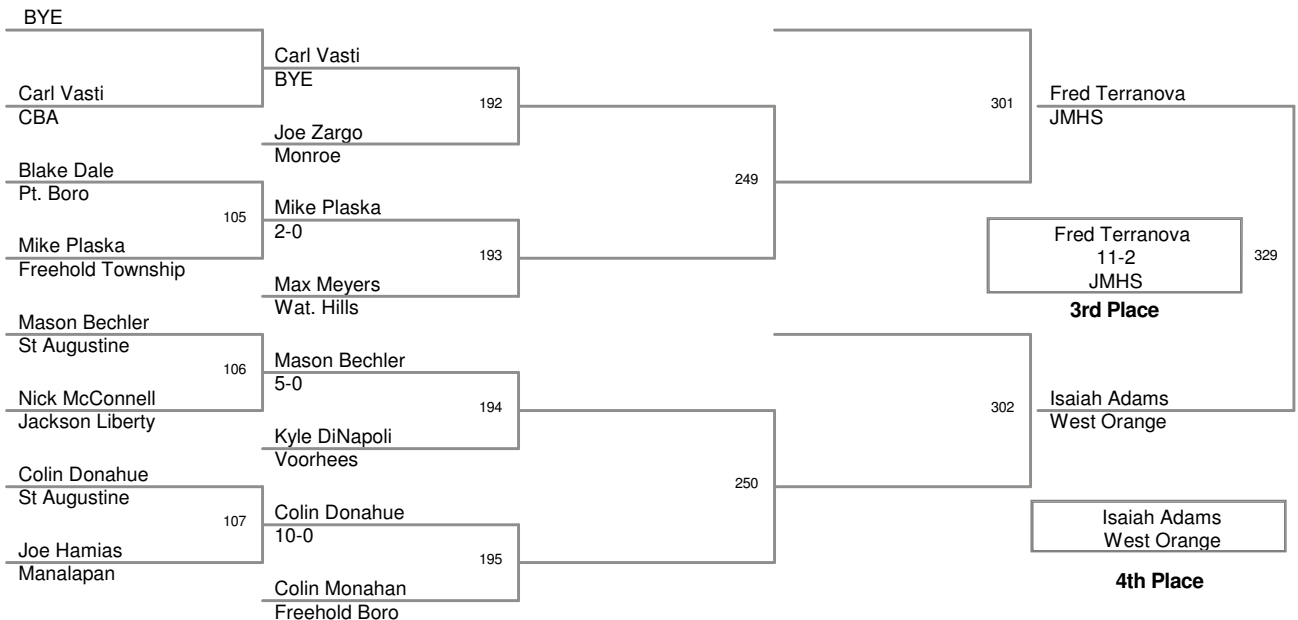 BYE
Carl Vasti
CBA
Blake Dale
Pt. Boro
105
Mike Plaska
Freehold Township
Mason Bechler
St Augustine
106
Nick McConnell
Jackson Liberty
Colin Donahue
St Augustine
107
Joe Hamias
Manalapan
Carl Vasti
BYE
192
Joe Zargo
Monroe
Mike Plaska
2-0
193
Max Meyers
Wat. Hills
Mason Bechler
5-0
194
Kyle DiNapoli
Voorhees
Colin Donahue
10-0
195
Colin Monahan
Freehold Boro
249
250
301
302
Fred Terranova
JMHS
Fred Terranova
11-2
JMHS
329
3rd Place
Isaiah Adams
West Orange
Isaiah Adams
West Orange
4th Place